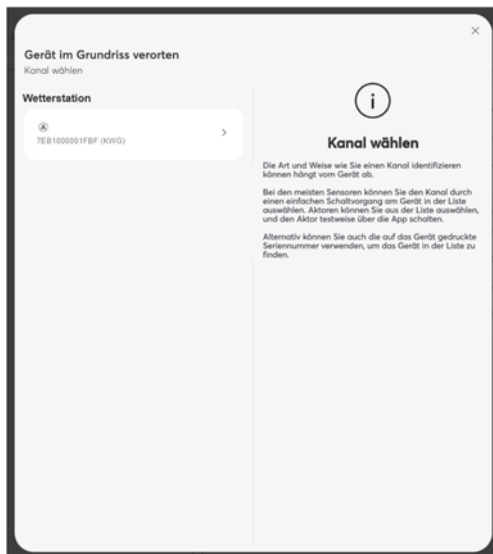 Gerät im Grundriss verorten
Kanal wählen
Wetterstation
A
7EB1000001FBF (KWG)
i
Kanal wählen
Die Art und Weise wie Sie einen Kanal identifizieren
können hängt vom Gerät ab.
Bei den meisten Sensoren können Sie den Kanal durch
einen einfachen Schaltvorgang am Gerät in der Liste
auswählen. Aktoren können Sie aus der Liste auswählen,
und den Aktor testweise über die App schalten.
Alternativ können Sie auch die auf das Gerät gedruckte
Seriennummer verwenden, um das Gerät in der Liste zu
finden.